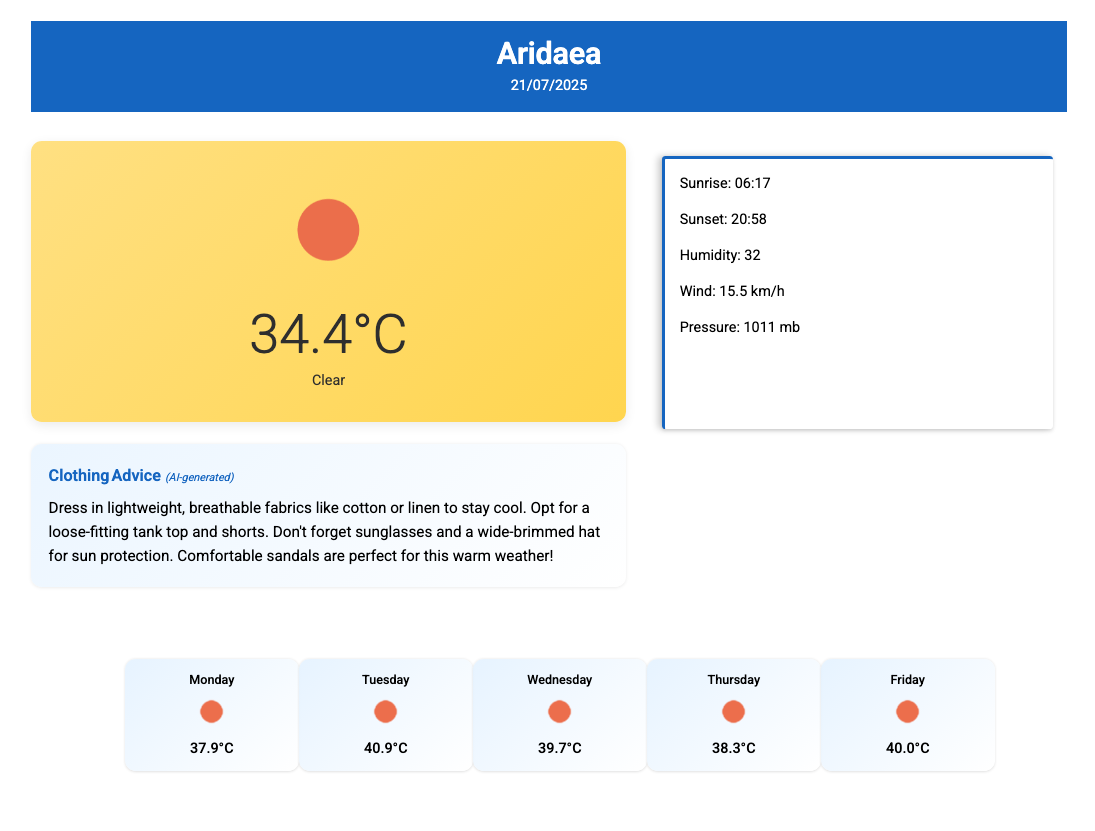 Aridaea
21/07/2025
34.4°C
Clear
Sunrise: 06:17
Sunset: 20:58
Humidity: 32
Wind: 15.5 km/h
Pressure: 1011 mb
Clothing Advice (AI-generated)
Dress in lightweight, breathable fabrics like cotton or linen to stay cool. Opt for a
loose-fitting tank top and shorts. Don't forget sunglasses and a wide-brimmed hat
for sun protection. Comfortable sandals are perfect for this warm weather!
Monday
37.9°C
Tuesday
40.9°C
Wednesday
39.7°C
Thursday
38.3°C
Friday
40.0°C